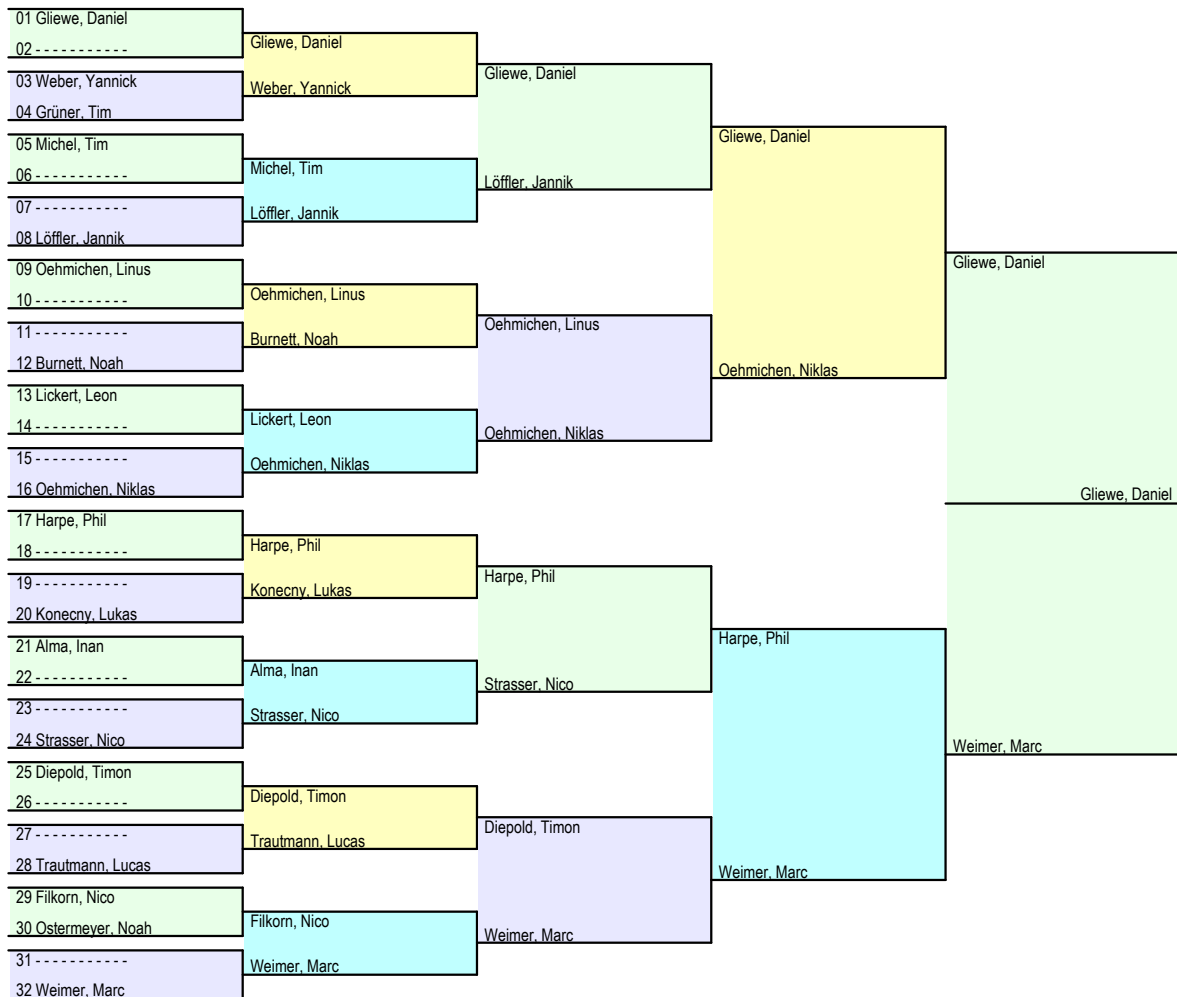 01 Gliewe, Daniel
02 - - - - - - - - - - -
03 Weber, Yannick
04 Grüner, Tim
05 Michel, Tim
06 - - - - - - - - - - -
07 - - - - - - - - - - -
08 Löffler, Jannik
09 Oehmichen, Linus
10 - - - - - - - - - - -
11 - - - - - - - - - - -
12 Burnett, Noah
13 Lickert, Leon
14 - - - - - - - - - - -
15 - - - - - - - - - - -
16 Oehmichen, Niklas
17 Harpe, Phil
18 - - - - - - - - - - -
19 - - - - - - - - - - -
20 Konecny, Lukas
21 Alma, Inan
22 - - - - - - - - - - -
23 - - - - - - - - - - -
24 Strasser, Nico
25 Diepold, Timon
26 - - - - - - - - - - -
27 - - - - - - - - - - -
28 Trautmann, Lucas
29 Filkorn, Nico
30 Ostermeyer, Noah
31 - - - - - - - - - - -
32 Weimer, Marc
Gliewe, Daniel
Weber, Yannick
Michel, Tim
Löffler, Jannik
Oehmichen, Linus
Burnett, Noah
Lickert, Leon
Oehmichen, Niklas
Harpe, Phil
Konecny, Lukas
Alma, Inan
Strasser, Nico
Diepold, Timon
Trautmann, Lucas
Filkorn, Nico
Weimer, Marc
Gliewe, Daniel
Löffler, Jannik
Oehmichen, Linus
Oehmichen, Niklas
Harpe, Phil
Strasser, Nico
Diepold, Timon
Weimer, Marc
Gliewe, Daniel
Oehmichen, Niklas
Harpe, Phil
Weimer, Marc
Gliewe, Daniel
Weimer, Marc
Gliewe, Daniel